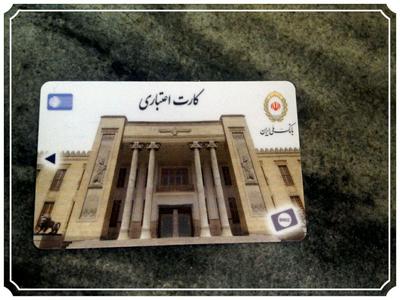 کارت اعتباری
بانک ملی ایران